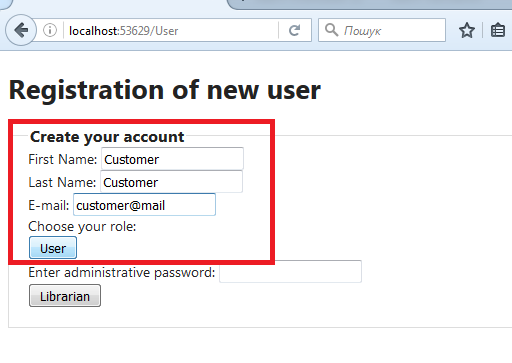 localhost:53629/User
Пошук
Registration of new user
Create your account
First Name: Customer
Last Name: Customer
E-mail: customer@mail
Choose your role:
User
Enter administrative password:
Librarian